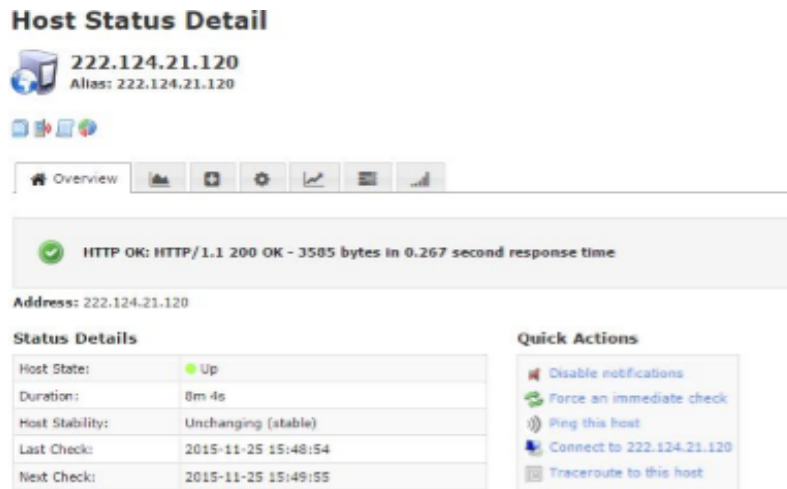 Host Status Detail
222.124.21.120
Alias: 222.124.21.120
Overview
HTTP OK: HTTP/1.1 200 OK - 3585 bytes in 0.267 second response time
Address: 222.124.21.120
Status Details
Host State: Up
Duration: 8m 4s
Host Stability: Unchanging (stable)
Last Check: 2015-11-25 15:48:54
Next Check: 2015-11-25 15:49:55
Quick Actions
Disable notifications
Force an immediate check
Ping this host
Connect to 222.124.21.120
Traceroute to this host